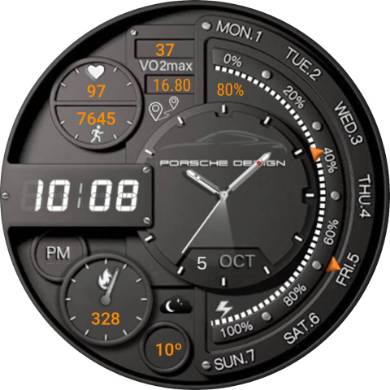 MON.1
TUE.2
WED.3
THU.4
FRI.5
SAT.6
SUN.7
37
VO2max
16.80
97
7645
0%
20%
40%
60%
80%
100%
80%
PORSCHE DESIGN
10:08
PM
5 OCT
328
10º